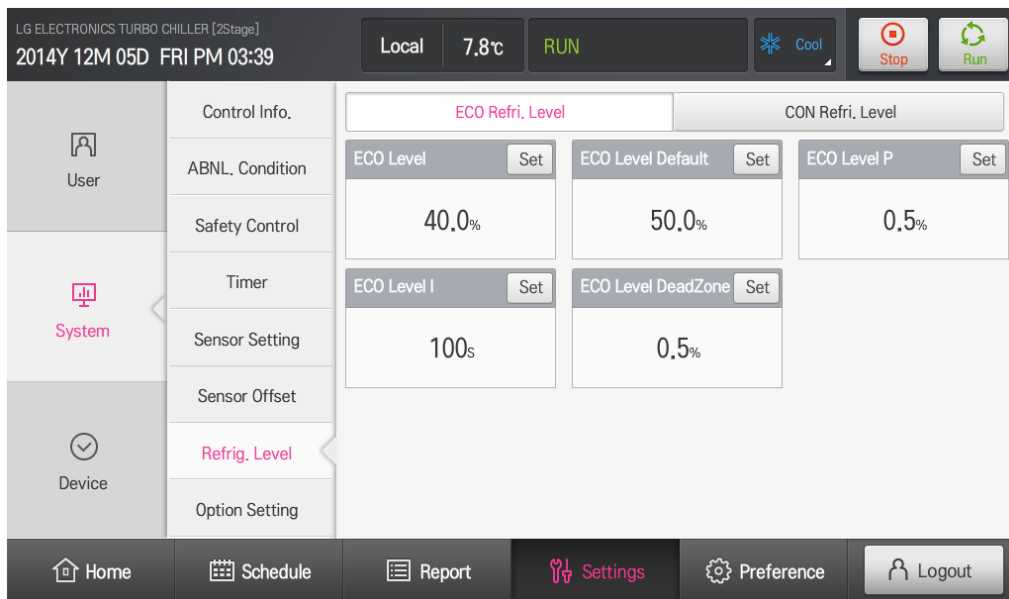 LG ELECTRONICS TURBO CHILLER [2Stage]
2014Y 12M 05D FRI PM 03:39
Local 7.8℃ RUN Cool Stop Run
User
System
Device
Control Info.
ABNL. Condition
Safety Control
Timer
Sensor Setting
Sensor Offset
Refrig. Level
Option Setting
ECO Refri. Level CON Refri. Level
ECO Level Set ECO Level Default Set ECO Level P Set
40.0% 50.0% 0.5%
ECO Level I Set ECO Level DeadZone Set
100s 0.5%
Home Schedule Report Settings Preference Logout